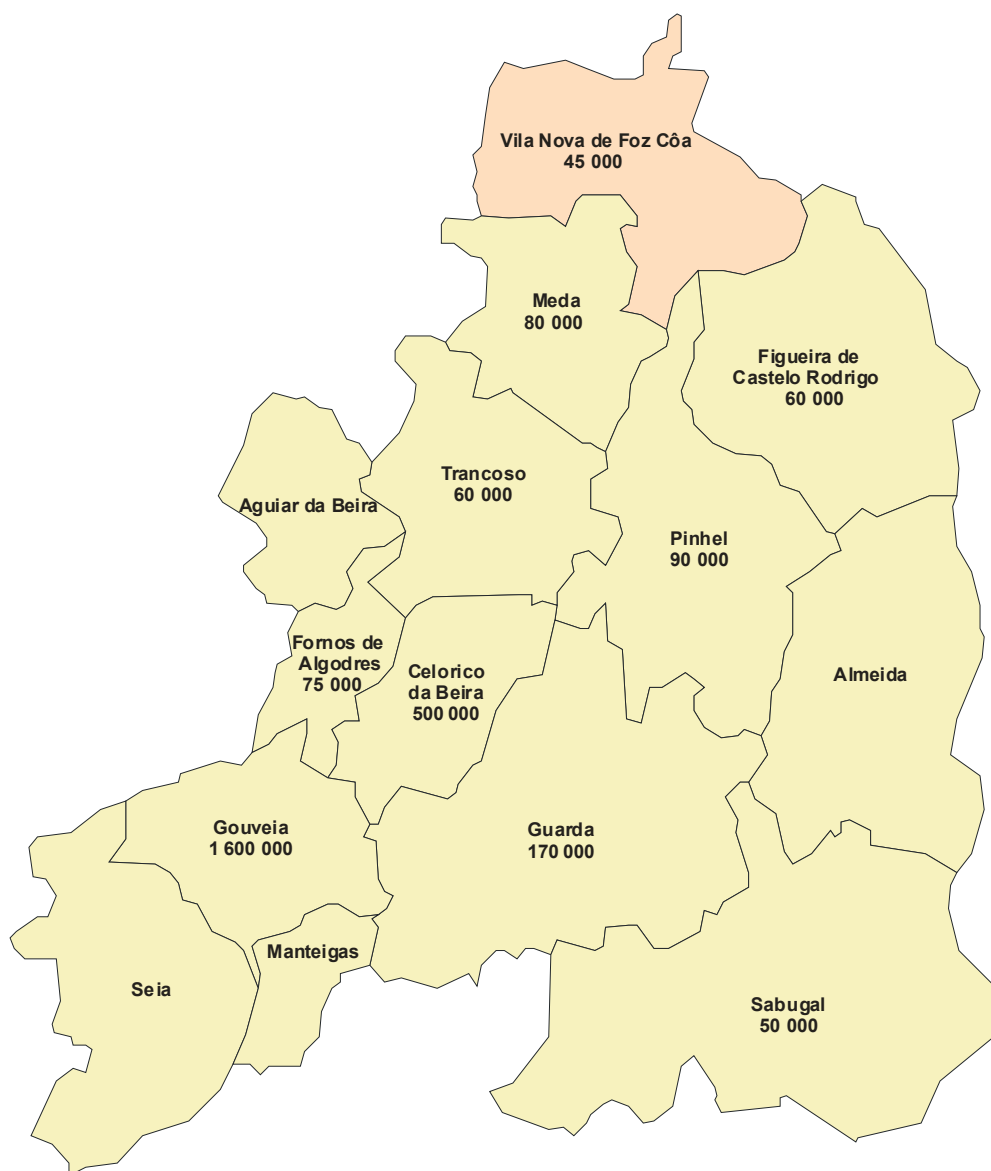 Vila Nova de Foz Côa
45 000
Meda
80 000
Figueira de
Castelo Rodrigo
60 000
Trancoso
60 000
Aguiar da Beira
Pinhel
90 000
Fornos de
Algodres
75 000
Celorico
da Beira
500 000
Almeida
Gouveia
1 600 000
Guarda
170 000
Manteigas
Seia
Sabugal
50 000